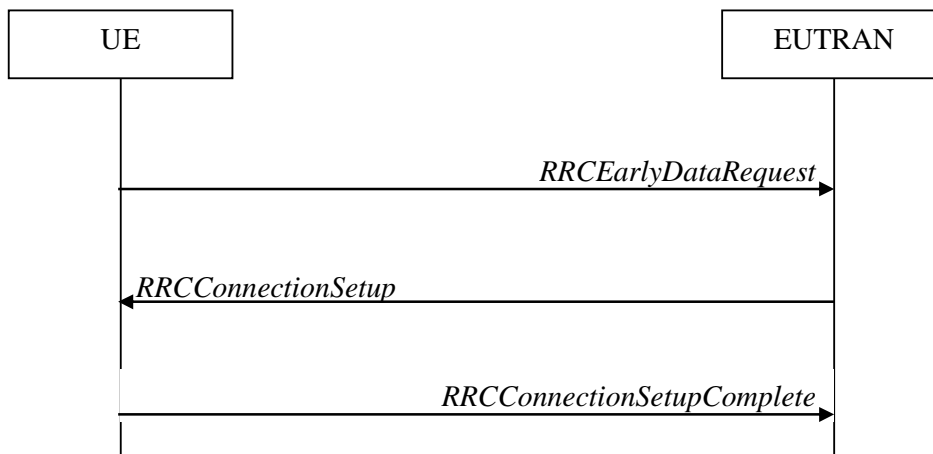 UE
EUTRAN
RRCEarlyDataRequest
RRCConnectionSetup
RRCConnectionSetupComplete